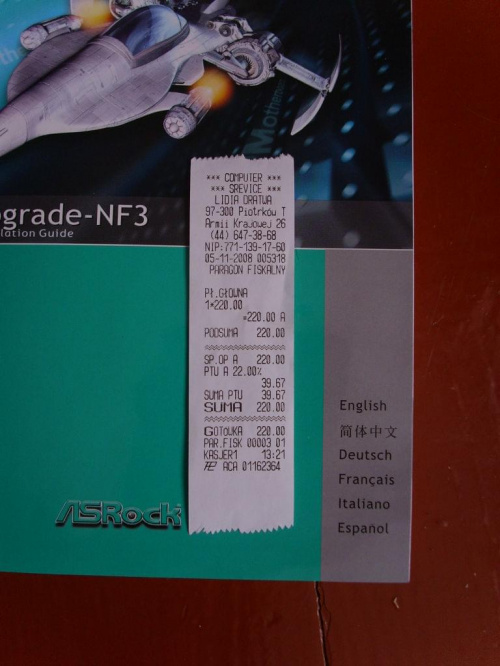 Moth
ograde-NF3
lation Guide
*** COMPUTER ***
*** SREVICE ***
LIDIA ORATWA
97-300 Piotrków T
Armii Krajowej 26
(44) 647-38-68
NIP:771-139-17-60
05-11-2008 005318
PARAGON FISKALNY
PŁ.GŁÓWNA
1*220.00
*220.00 A
PODSUMA 220.00
SP.OP A 220.00
PTU A 22.00%
39.67
SUMA PTU 39.67
SUMA 220.00
GOTÓWKA 220.00
PAR.FISK 00003 01
KASJER1 13:21
ACA 01162364
English
简体中文
Deutsch
Français
Italiano
Español
ASRock